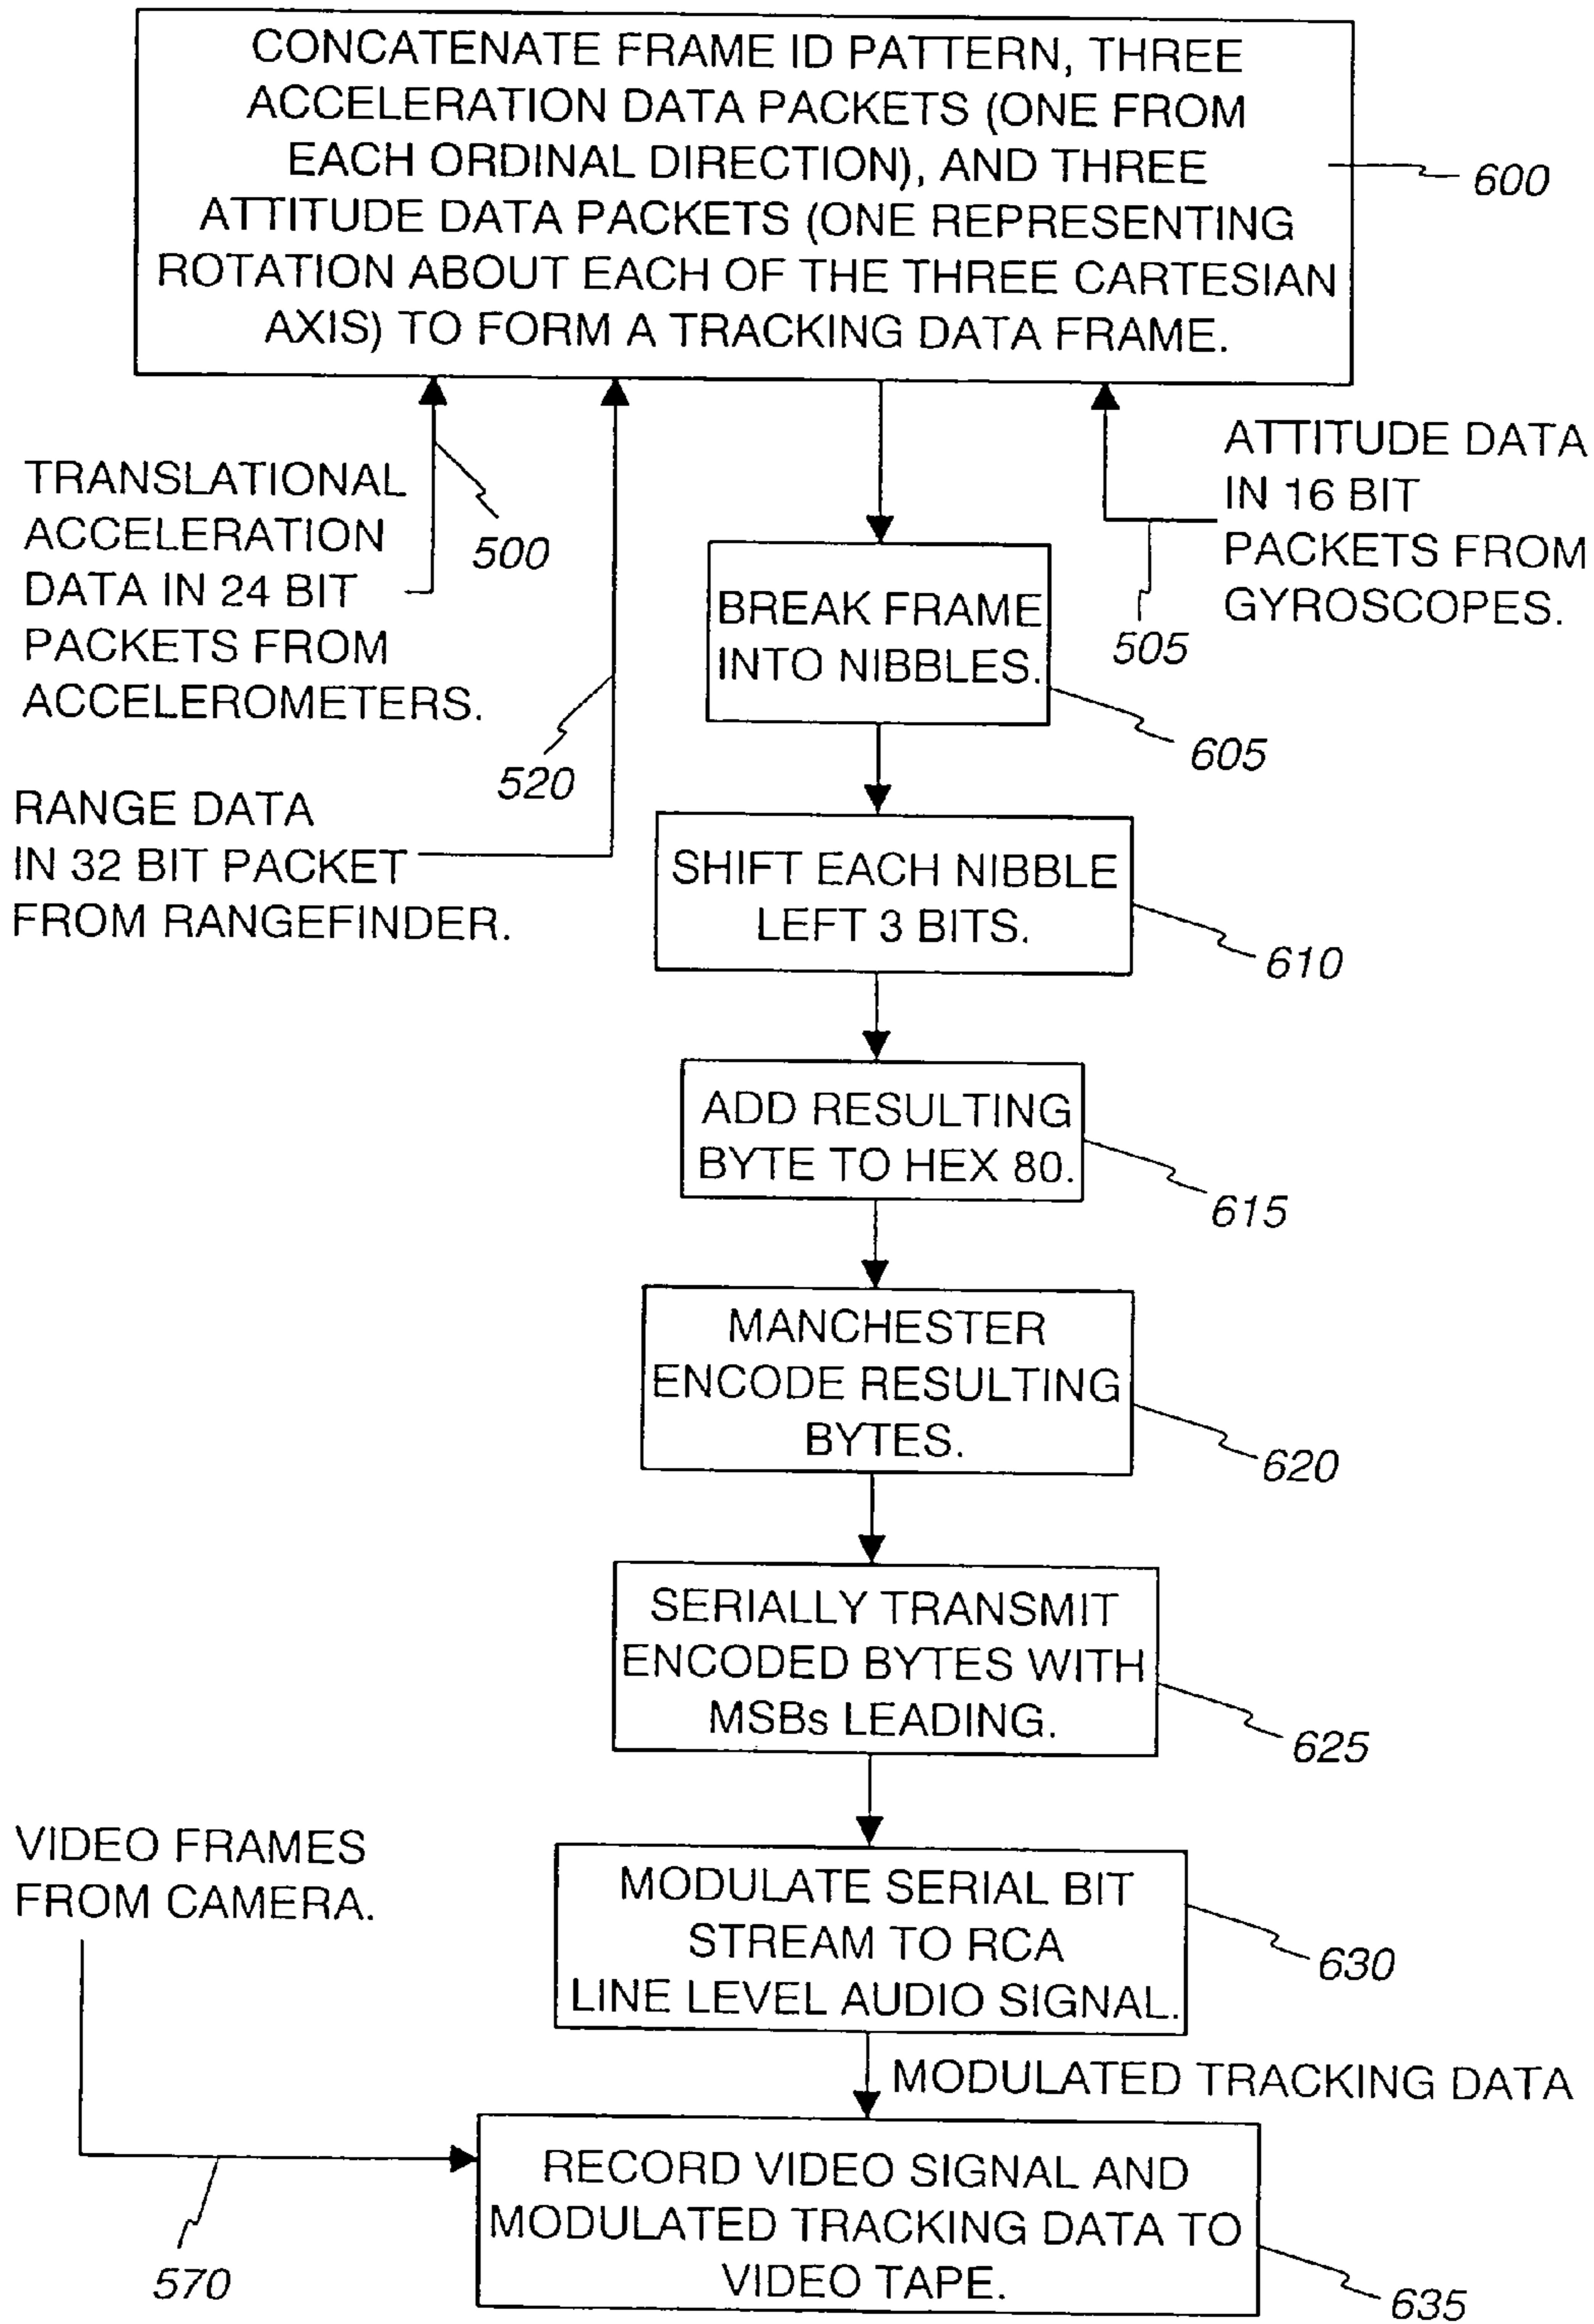 CONCATENATE FRAME ID PATTERN, THREE
ACCELERATION DATA PACKETS (ONE FROM
EACH ORDINAL DIRECTION), AND THREE
ATTITUDE DATA PACKETS (ONE REPRESENTING
ROTATION ABOUT EACH OF THE THREE CARTESIAN
AXIS) TO FORM A TRACKING DATA FRAME.
600
TRANSLATIONAL
ACCELERATION
DATA IN 24 BIT
PACKETS FROM
ACCELEROMETERS.
500
ATTITUDE DATA
IN 16 BIT
PACKETS FROM
GYROSCOPES.
505
BREAK FRAME
INTO NIBBLES.
605
520
RANGE DATA
IN 32 BIT PACKET
FROM RANGEFINDER.
SHIFT EACH NIBBLE
LEFT 3 BITS.
610
ADD RESULTING
BYTE TO HEX 80.
615
MANCHESTER
ENCODE RESULTING
BYTES.
620
SERIALLY TRANSMIT
ENCODED BYTES WITH
MSBs LEADING.
625
VIDEO FRAMES
FROM CAMERA.
MODULATE SERIAL BIT
STREAM TO RCA
LINE LEVEL AUDIO SIGNAL.
630
MODULATED TRACKING DATA
570
RECORD VIDEO SIGNAL AND
MODULATED TRACKING DATA TO
VIDEO TAPE.
635